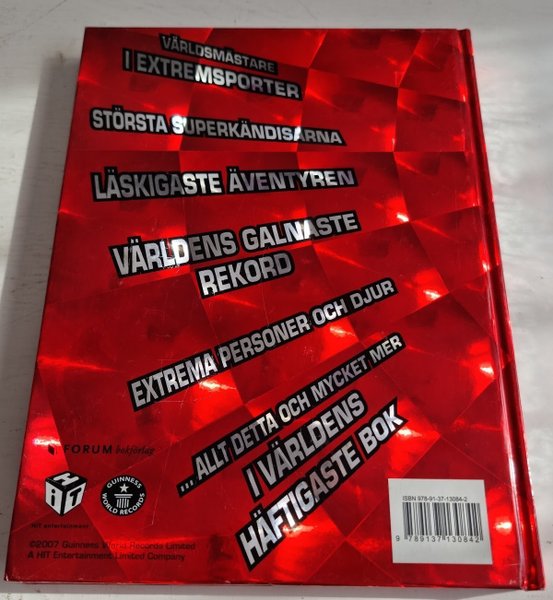 VÄRLDSMÄSTARE
I EXTREMSPORTER
STÖRSTA SUPERKÄNDISARNA
LÄSKIGASTE ÄVENTYREN
VÄRLDENS GALNASTE
REKORD
EXTREMA PERSONER OCH DJUR
... ALLT DETTA OCH MYCKET MER
I VÄRLDENS
HÄFTIGASTE BOK
FORUM bokförlag
HIT
hit entertainment
GUINNESS
WORLD RECORDS
©2007 Guinness World Records Limited
A HIT Entertainment Limited Company
ISBN 978-91-37-13084-2
9 789137 130842